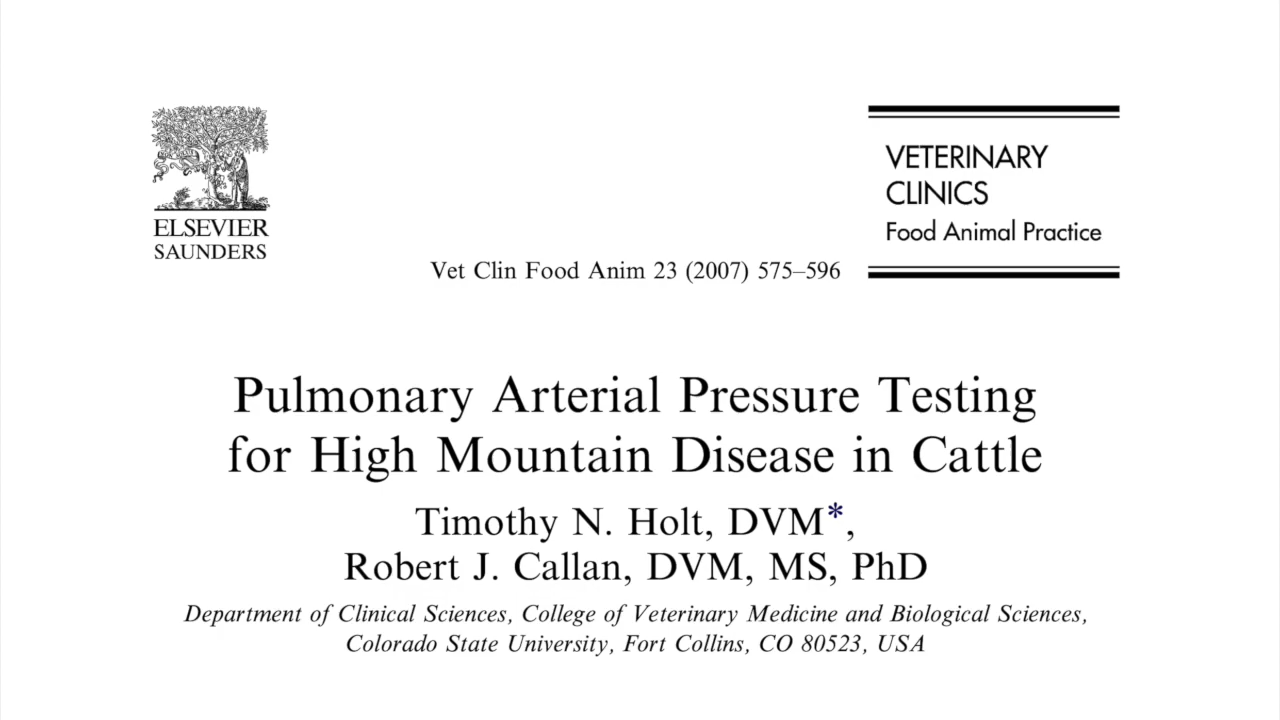 ELSEVIER
SAUNDERS
VETERINARY
CLINICS
Food Animal Practice
Vet Clin Food Anim 23 (2007) 575–596
Pulmonary Arterial Pressure Testing
for High Mountain Disease in Cattle
Timothy N. Holt, DVM*,
Robert J. Callan, DVM, MS, PhD
Department of Clinical Sciences, College of Veterinary Medicine and Biological Sciences,
Colorado State University, Fort Collins, CO 80523, USA